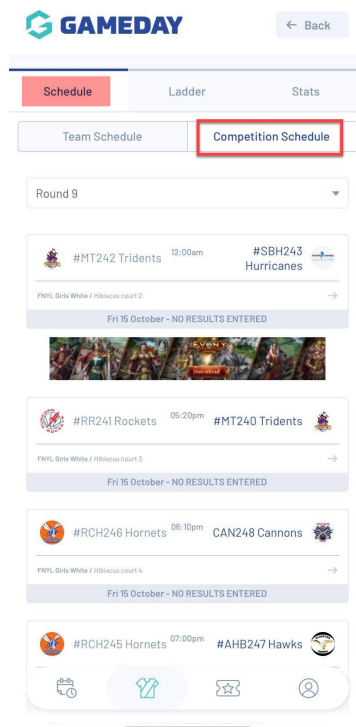 GAMEDAY
← Back
Schedule
Ladder
Stats
Team Schedule
Competition Schedule
Round 9
#MT242 Tridents
12:00am
#SBH243
Hurricanes
FNYL Girls White / Hibiscus court 2
Fri 15 October - NO RESULTS ENTERED
EVONY
Download
#RR241 Rockets
05:20pm
#MT240 Tridents
FNYL Girls White / Hibiscus court 3
Fri 15 October - NO RESULTS ENTERED
#RCH246 Hornets
06:10pm
CAN248 Cannons
FNYL Girls White / Hibiscus court 4
Fri 15 October - NO RESULTS ENTERED
#RCH245 Hornets
07:00pm
#AHB247 Hawks